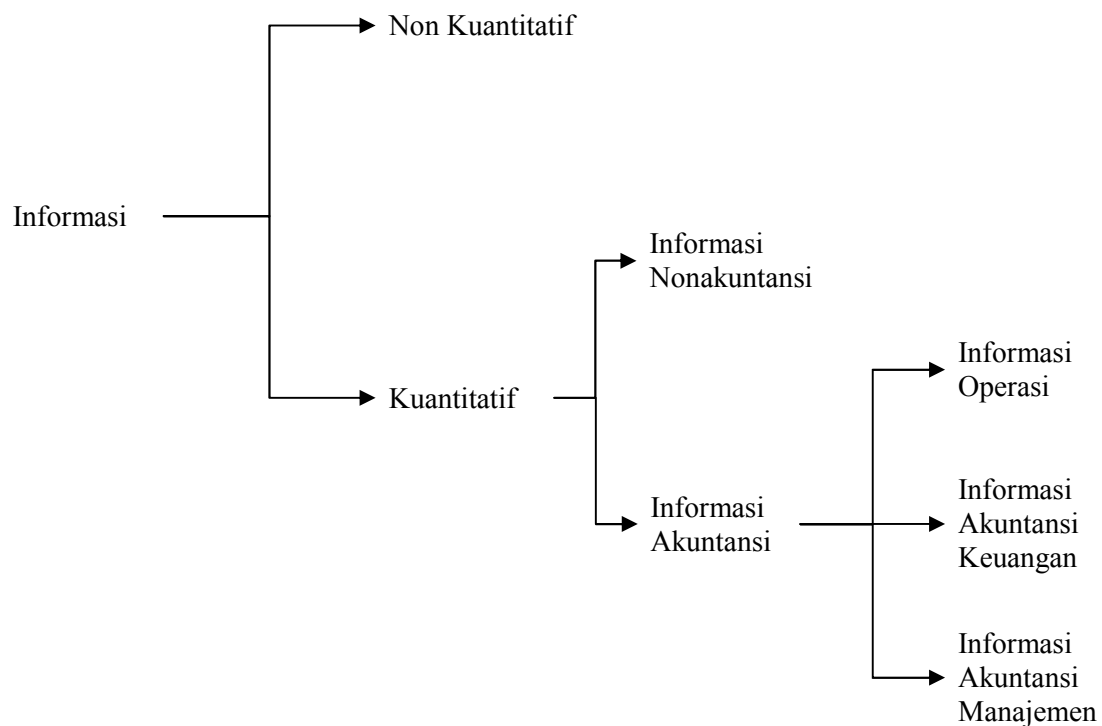 Non Kuantitatif
Informasi
Informasi
Nonakuntansi
Kuantitatif
Informasi
Operasi
Informasi
Akuntansi
Informasi
Akuntansi
Keuangan
Informasi
Akuntansi
Manajemen